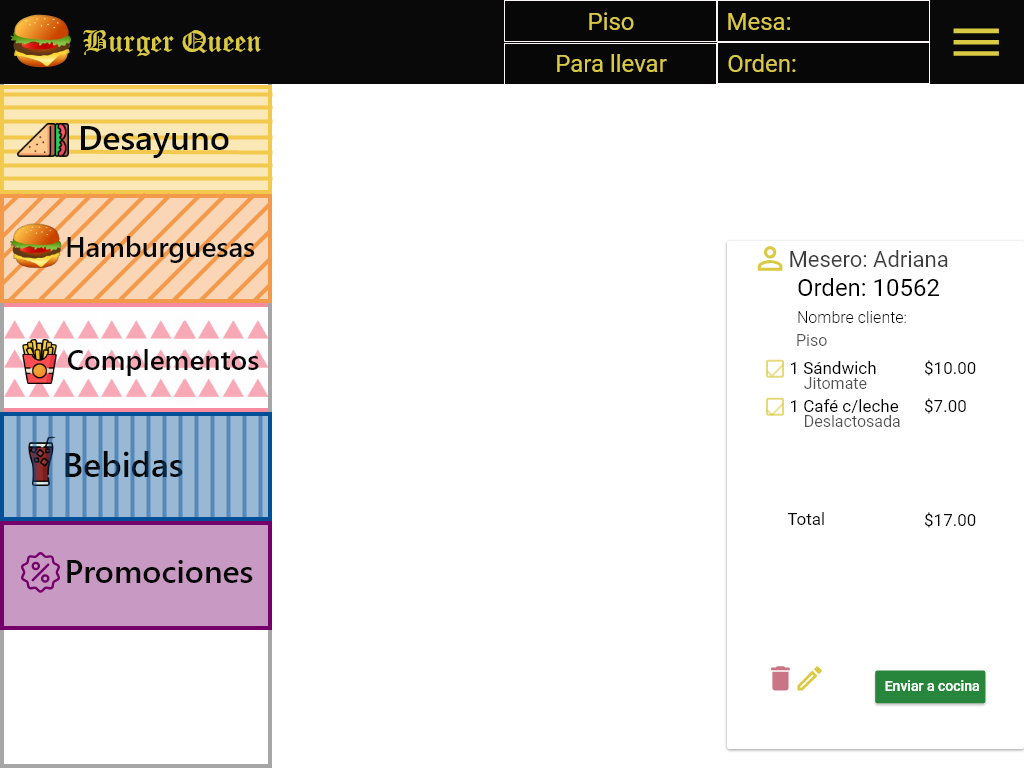 Burger Queen
Piso
Mesa:
Para llevar
Orden:
Desayuno
Hamburguesas
Complementos
Bebidas
Promociones
Mesero: Adriana
Orden: 10562
Nombre cliente:
Piso
1 Sándwich $10.00
Jitomate
1 Café c/leche $7.00
Deslactosada
Total $17.00
Enviar a cocina